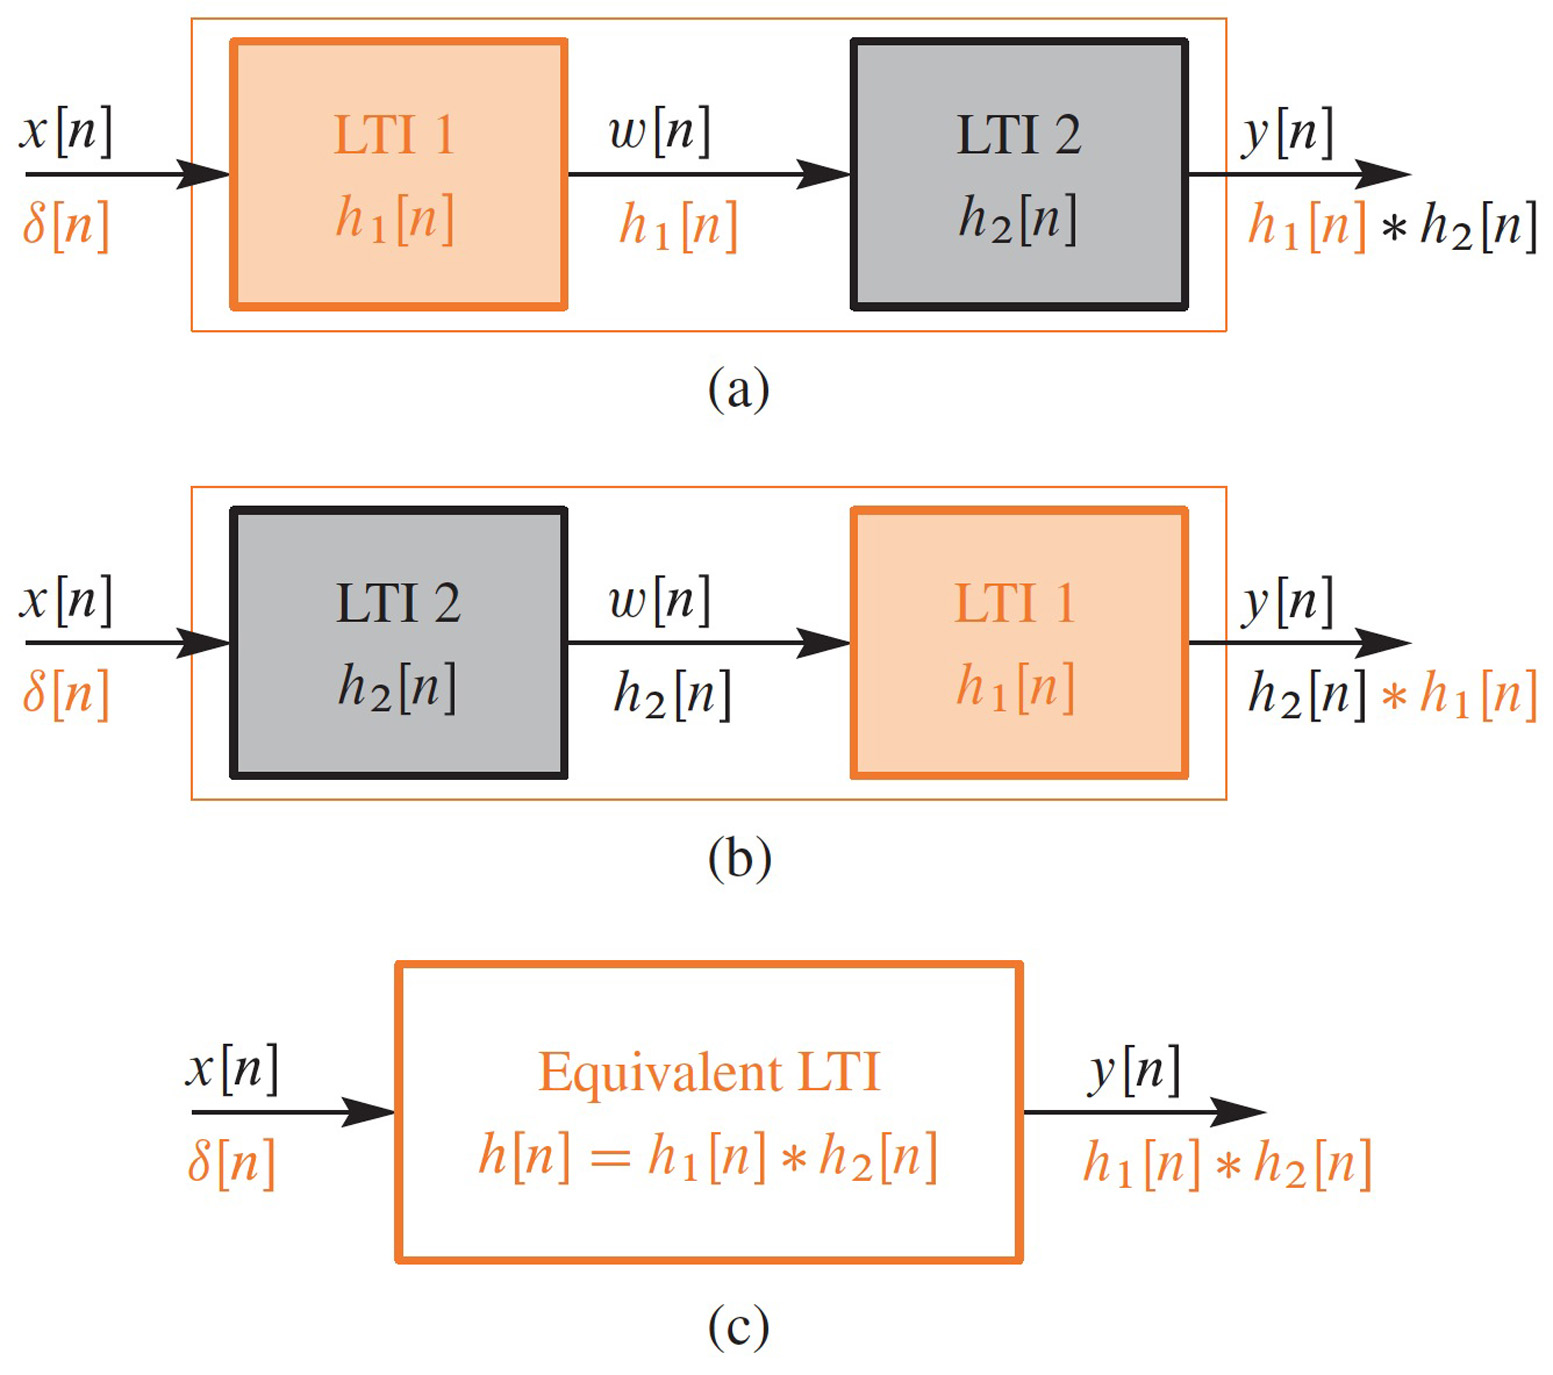 x[n] LTI 1 w[n] LTI 2 y[n]
δ[n] h₁[n] h₁[n] h₂[n] h₁[n] ∗ h₂[n]
(a)
x[n] LTI 2 w[n] LTI 1 y[n]
δ[n] h₂[n] h₂[n] h₁[n] h₂[n] ∗ h₁[n]
(b)
x[n] Equivalent LTI y[n]
δ[n] h[n] = h₁[n] ∗ h₂[n] h₁[n] ∗ h₂[n]
(c)